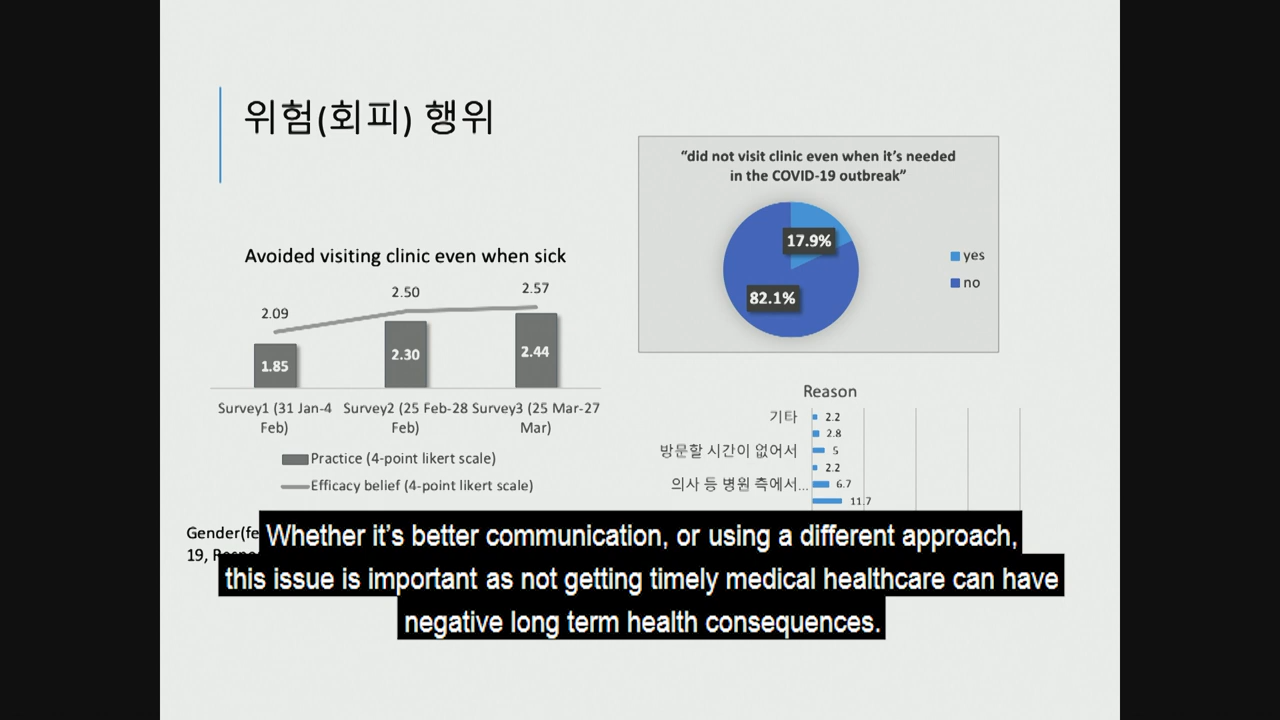 위험(회피) 행위
“did not visit clinic even when it’s needed
in the COVID-19 outbreak”
17.9%
82.1%
yes
no
Avoided visiting clinic even when sick
2.09
2.50
2.57
1.85
2.30
2.44
Survey1 (31 Jan-4
Feb)
Survey2 (25 Feb-28
Feb)
Survey3 (25 Mar-27
Mar)
Practice (4-point likert scale)
Efficacy belief (4-point likert scale)
Reason
기타 2.2
2.8
방문할 시간이 없어서 5
2.2
의사 등 병원 측에서... 6.7
11.7
Gender(fe
19,
Whether it’s better communication, or using a different approach,
this issue is important as not getting timely medical healthcare can have
negative long term health consequences.